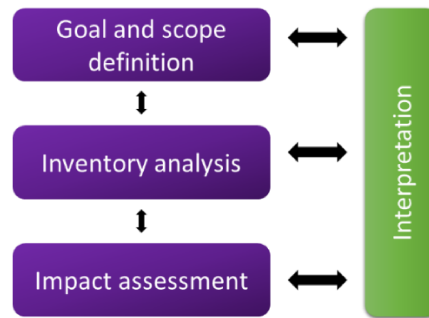 Goal and scope
definition
Inventory analysis
Impact assessment
Interpretation